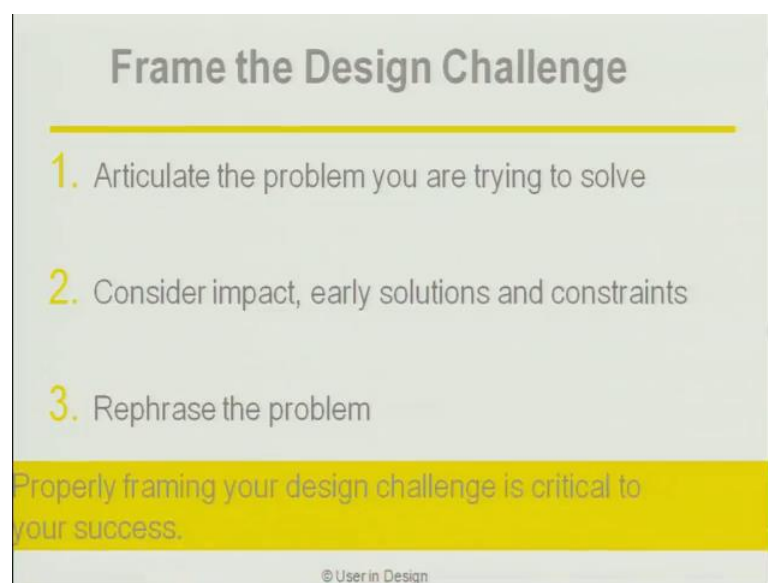 Frame the Design Challenge
1. Articulate the problem you are trying to solve
2. Consider impact, early solutions and constraints
3. Rephrase the problem
Properly framing your design challenge is critical to
your success.
© User in Design